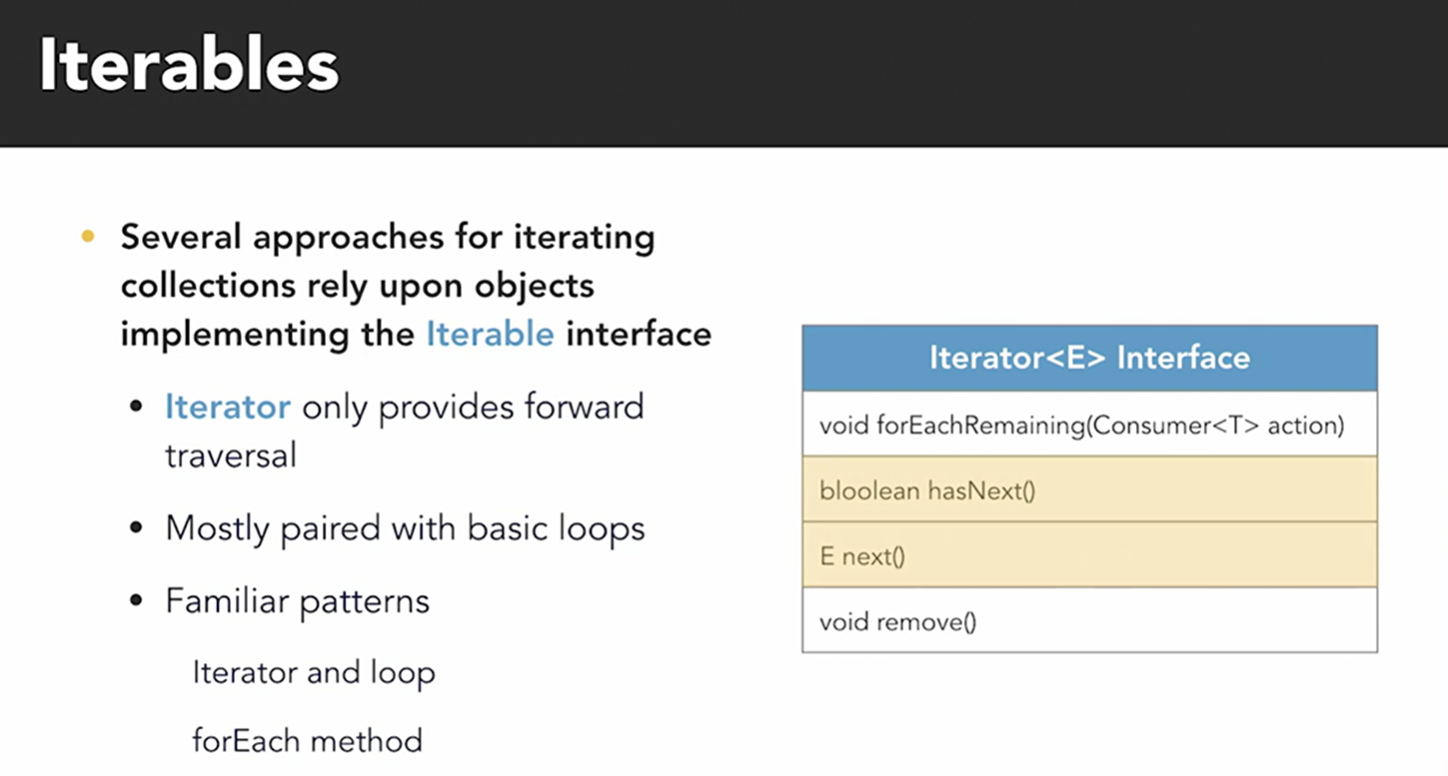 Iterables
Several approaches for iterating
collections rely upon objects
implementing the Iterable interface
Iterator only provides forward
traversal
Mostly paired with basic loops
Familiar patterns
Iterator and loop
forEach method
Iterator<E> Interface
void forEachRemaining(Consumer<T> action)
bloolean hasNext()
E next()
void remove()